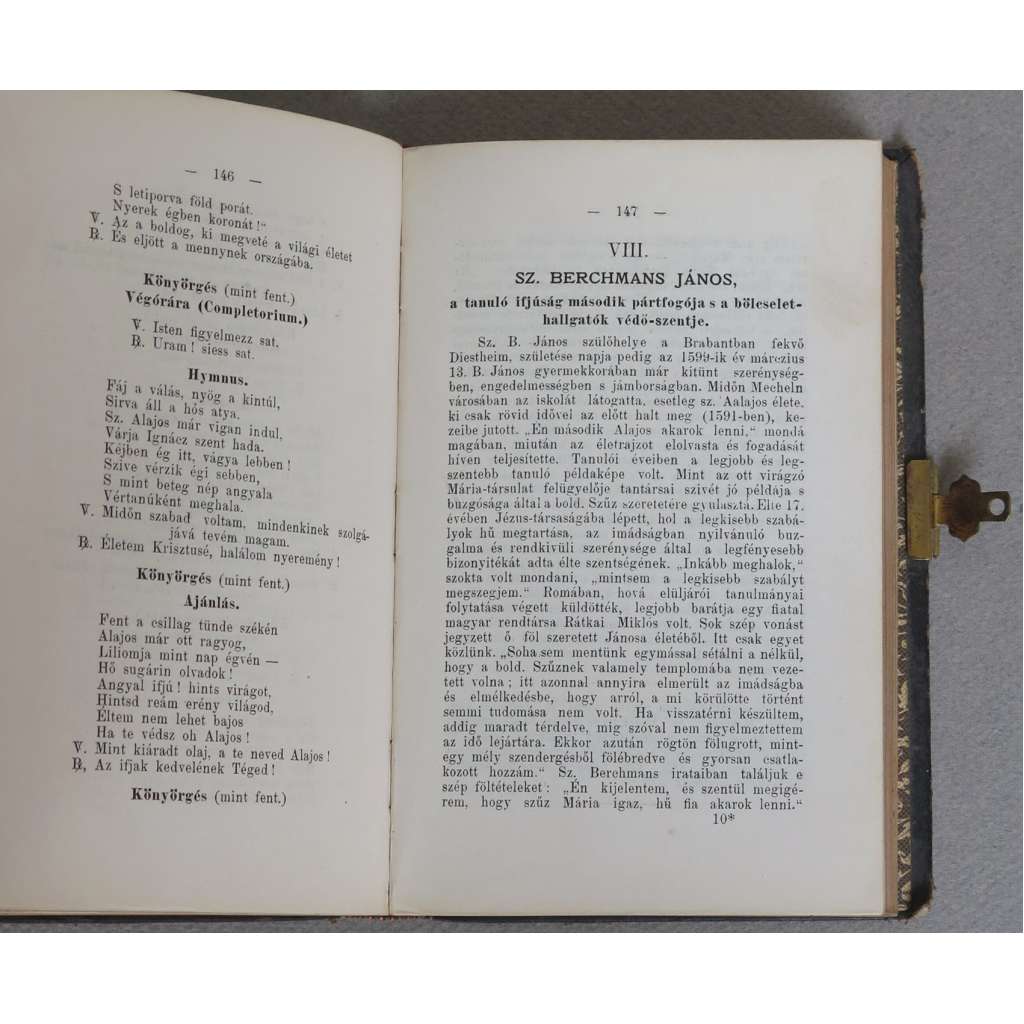 — 146 —
S letiporva föld porát.
Nyerek égben koronát!"
V. Az a boldog, ki megveté a világi életet
R. És eljött a mennynek országába.
Könyörgés (mint fent.)
Végórára (Completorium.)
V. Isten figyelmezz sat.
R. Uram! siess sat.
Hymnus.
Fáj a válás, nyög a kintúl,
Sirva áll a hős atya.
Sz. Alajos már vigan indul,
Várja Ignácz szent hada.
Kéjben ég itt, vágya lebben!
Szive vérzik égi sebben,
S mint beteg nép angyala
Vértanúként meghala.
V. Midőn szabad voltam, mindenkinek szolgá-
jává tevém magam.
R. Életem Krisztusé, halálom nyeremény!
Könyörgés (mint fent.)
Ajánlás.
Fent a csillag tünde székén
Alajos már ott ragyog,
Liliomja mint nap égvén —
Hő sugárin olvadok!
Angyal ifjú! hints virágot,
Hintsd reám erény világod,
Éltem nem lehet bajos
Ha te védsz oh Alajos!
V. Mint kiáradt olaj, a te neved Alajos!
R, Az ifjak kedvelének Téged!
Könyörgés (mint fent.)
— 147 —
VIII.
SZ. BERCHMANS JÁNOS,
a tanuló ifjúság második pártfogója s a bölcselet-
hallgatók védő-szentje.
Sz. B. János szülőhelye a Brabantban fekvő
Diestheim, születése napja pedig az 1599-ik év márczius
13. B. János gyermekkorában már kitünt szerénység-
ben, engedelmességben s jámborságban. Midőn Mecheln
városában az iskolát látogatta, esetleg sz. Aalajos élete,
ki csak rövid idővel az előtt halt meg (1591-ben), ke-
zeibe jutott. „Én második Alajos akarok lenni." mondá
magában, miután az életrajzot elolvasta és fogadását
híven teljesítette. Tanulói éveiben a legjobb és leg-
szentebb tanuló példaképe volt. Mint az ott virágzó
Mária-társulat felügyelője tantársai szivét jó példája s
buzgósága által a bold. Szűz szeretetére gyulasztá. Élte 17.
évében Jézus-társaságába lépett, hol a legkisebb szabá-
lyok hű megtartása, az imádságban nyilvánuló buz-
galma és rendkivüli szerénysége által a legfényesebb
bizonyitékát adta élte szentségének. „Inkább meghalok,"
szokta volt mondani, „mintsem a legkisebb szabályt
megszegjem." Romában, hová elüljárói tanulmányai
folytatása végett küldötték, legjobb barátja egy fiatal
magyar rendtársa Rátkai Miklós volt. Sok szép vonást
jegyzett ő föl szeretett Jánosa életéből. Itt csak egyet
közlünk. „Soha sem mentünk egymással sétálni a nélkül,
hogy a bold. Szűznek valamely templomába nem veze-
tett volna; itt azonnal annyira elmerült az imádságba
és elmélkedésbe, hogy arról, a mi körülötte történt
semmi tudomása nem volt. Ha visszatérni készültem,
addig maradt térdelve, mig szóval nem figyelmeztettem
az idő lejártára. Ekkor azután rögtön fölugrott, mint-
egy mély szendergésből fölébredve és gyorsan csatla-
kozott hozzám." Sz. Berchmans irataiban találjuk e
szép föltételeket: „Én kijelentem, és szentül megigé-
rem, hogy szűz Mária igaz, hű fia akarok lenni."
10*